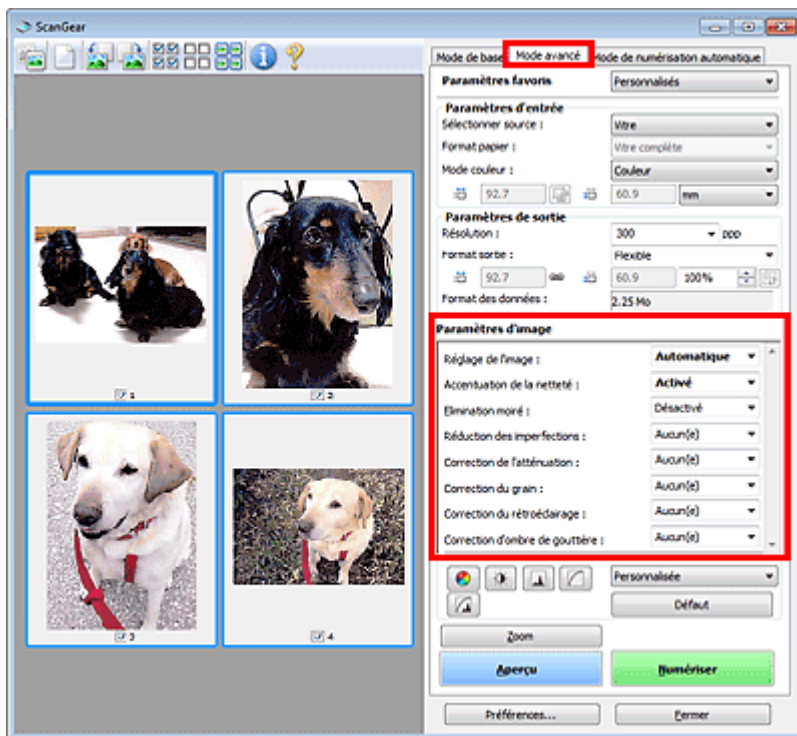 ScanGear
Mode de base Mode avancé Mode de numérisation automatique
Paramètres favoris Personnalisés
Paramètres d'entrée
Sélectionner source : Vitre
Format papier : Vitre complète
Mode couleur : Couleur
92.7 60.9 mm
Paramètres de sortie
Résolution : 300 PPP
Format sortie : Flexible
92.7 60.9 100%
Format des données : 2.25 Mo
Paramètres d'image
Réglage de l'image : Automatique
Accentuation de la netteté : Activé
Elimination moiré : Désactivé
Réduction des imperfections : Aucun(e)
Correction de l'atténuation : Aucun(e)
Correction du grain : Aucun(e)
Correction du rétroéclairage : Aucun(e)
Correction d'ombre de gouttière : Aucun(e)
Personnalisée
Défaut
Zoom
Aperçu Numériser
Préférences... Fermer
1
2
3
4